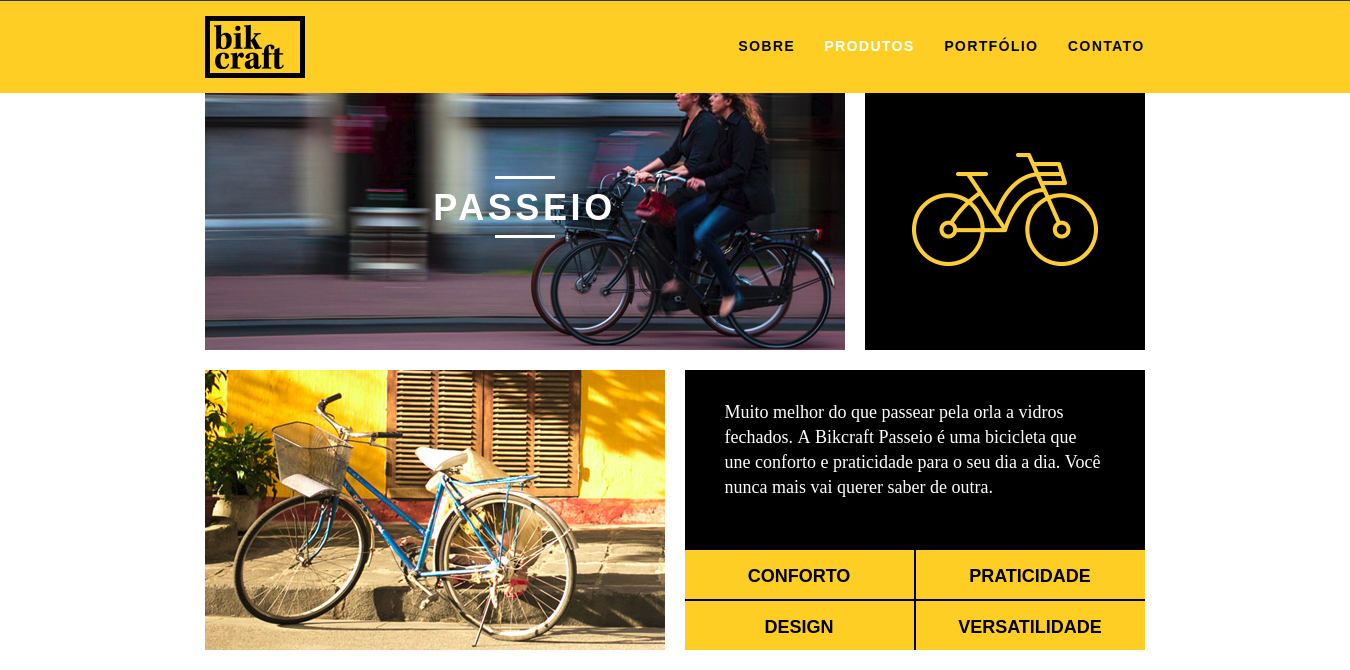 bik
craft
SOBRE PRODUTOS PORTFÓLIO CONTATO
PASSEIO
Muito melhor do que passear pela orla a vidros
fechados. A Bikcraft Passeio é uma bicicleta que
une conforto e praticidade para o seu dia a dia. Você
nunca mais vai querer saber de outra.
CONFORTO PRATICIDADE
DESIGN VERSATILIDADE